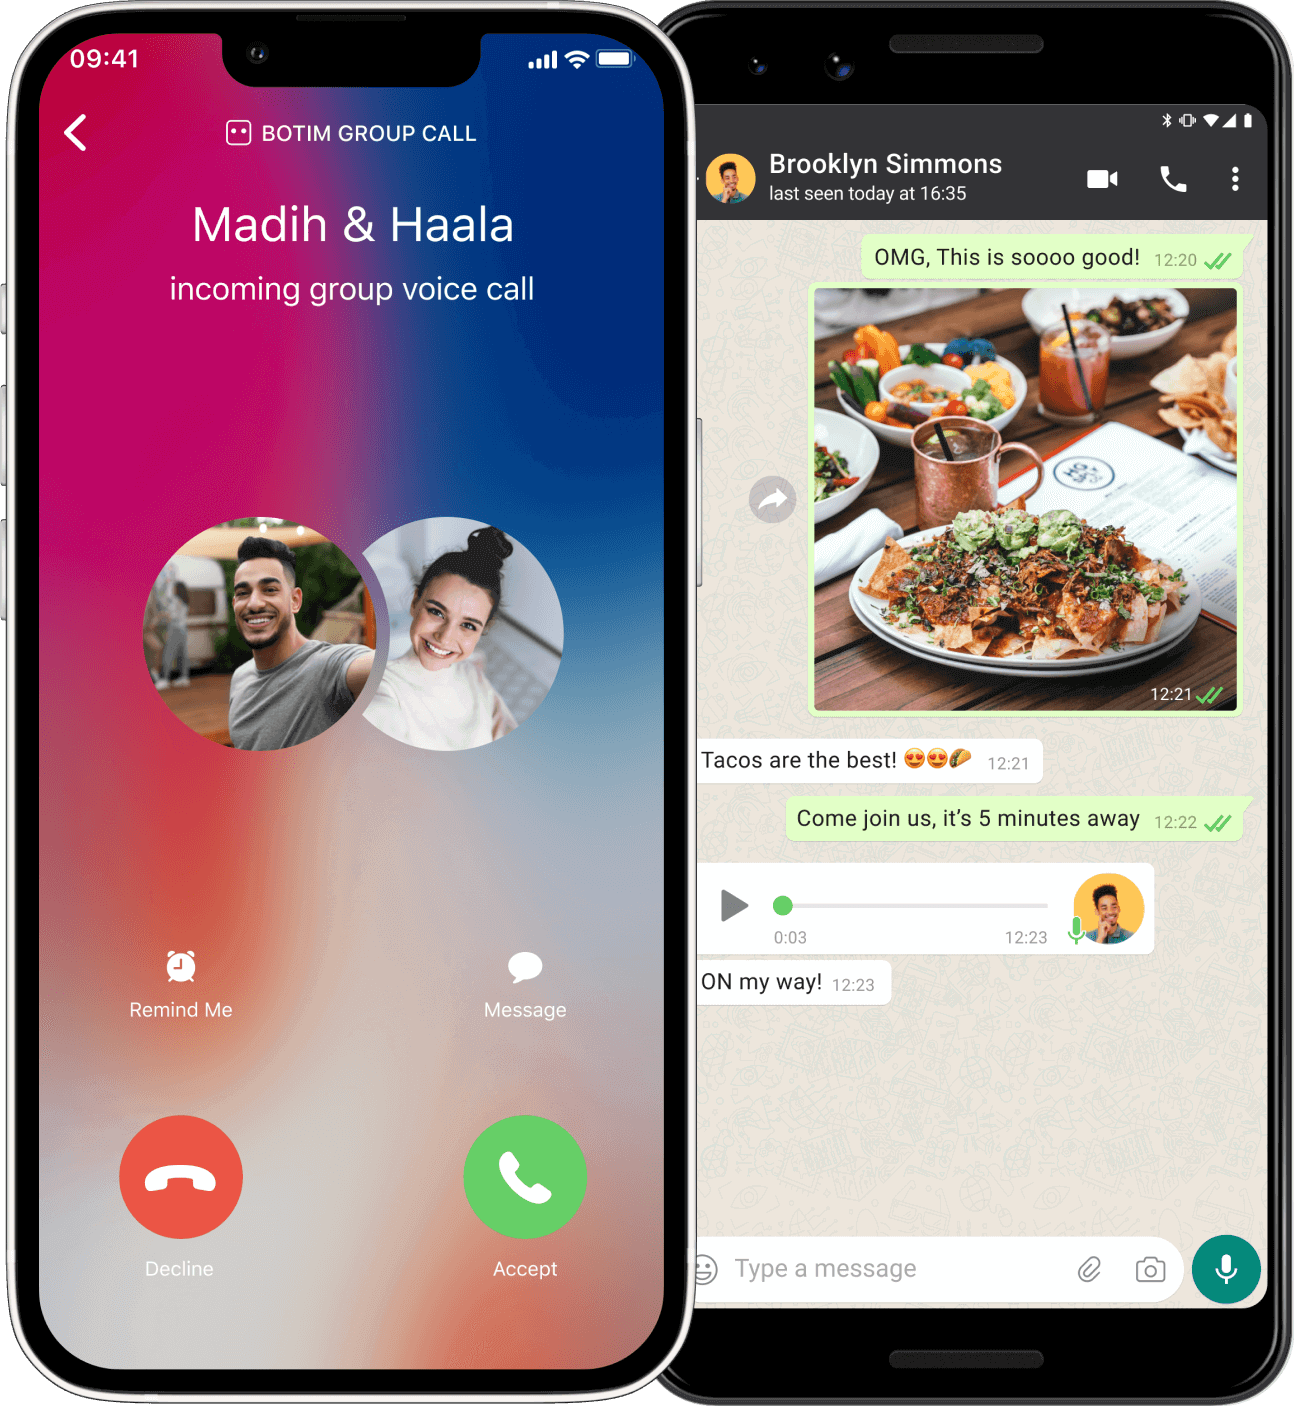 09:41
BOTIM GROUP CALL
Madih & Haala
incoming group voice call
Remind Me
Message
Decline
Accept
Brooklyn Simmons
last seen today at 16:35
OMG, This is soooo good! 12:20
12:21
Tacos are the best! 😍😍🌮 12:21
Come join us, it’s 5 minutes away 12:22
0:03 12:23
ON my way! 12:23
Type a message